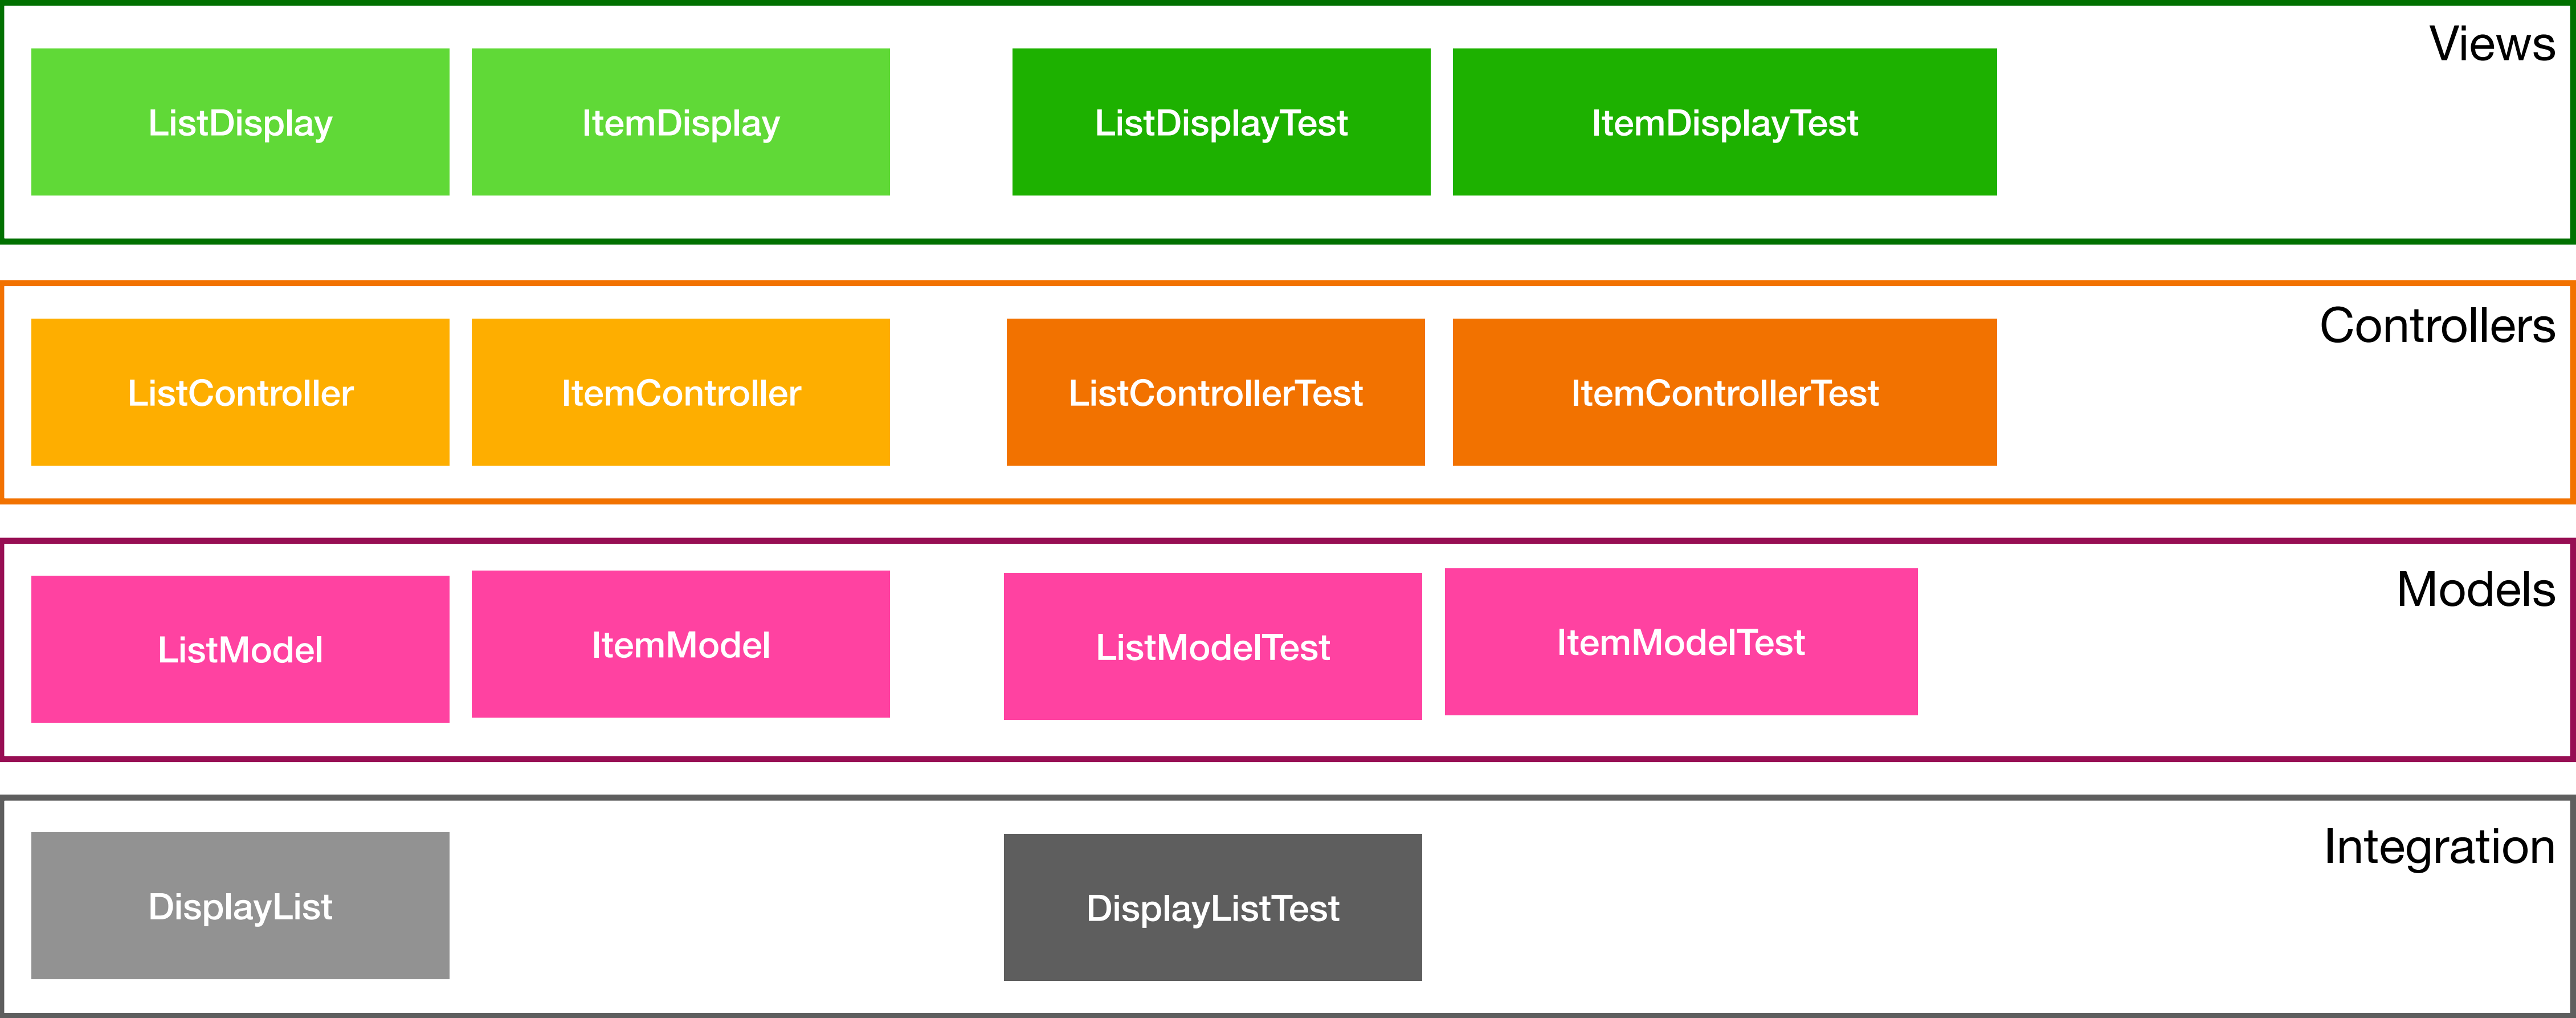 Views
ListDisplay
ItemDisplay
ListDisplayTest
ItemDisplayTest
Controllers
ListController
ItemController
ListControllerTest
ItemControllerTest
Models
ListModel
ItemModel
ListModelTest
ItemModelTest
Integration
DisplayList
DisplayListTest